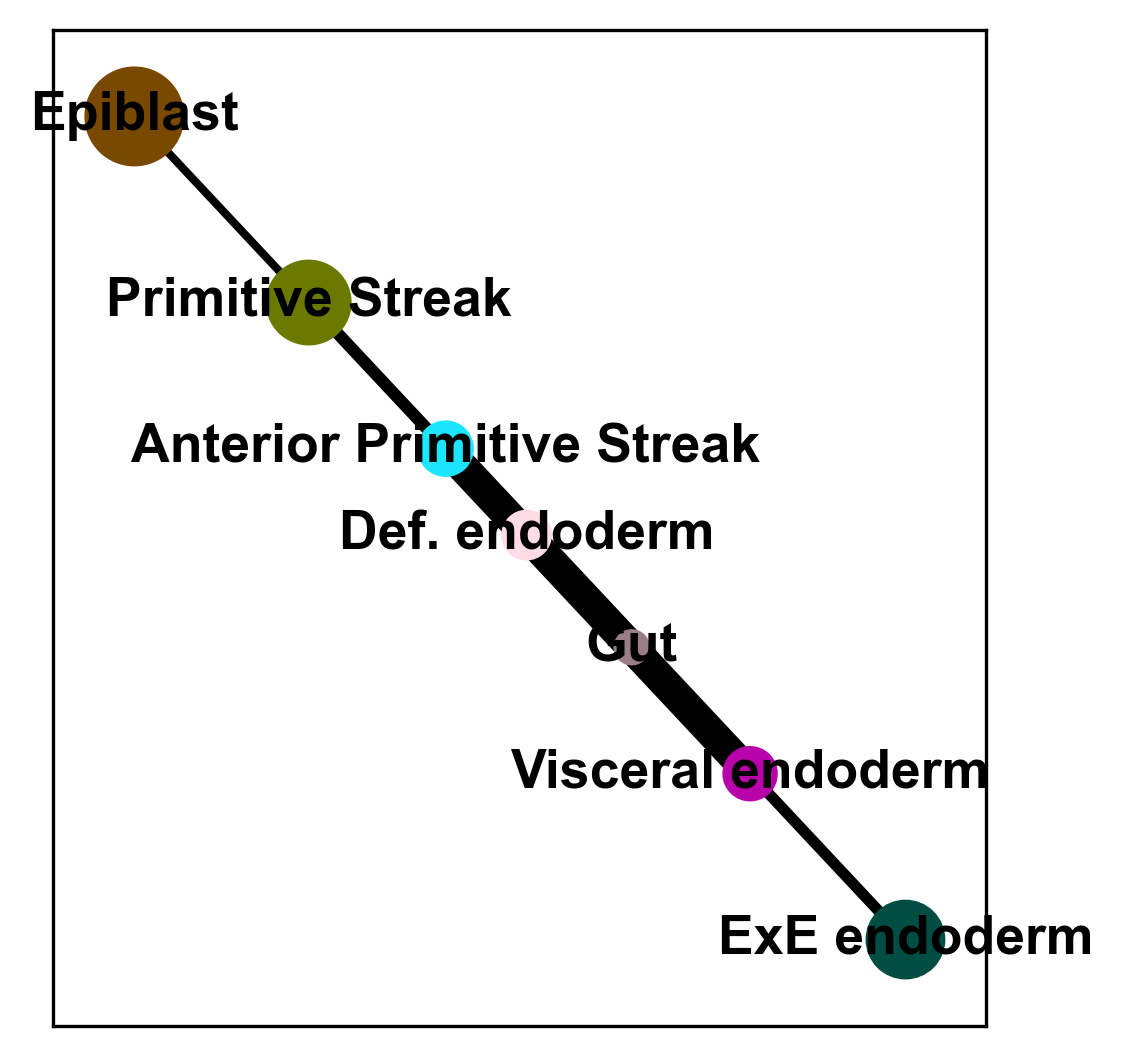 Epiblast
Primitive Streak
Anterior Primitive Streak
Def. endoderm
Gut
Visceral endoderm
ExE endoderm